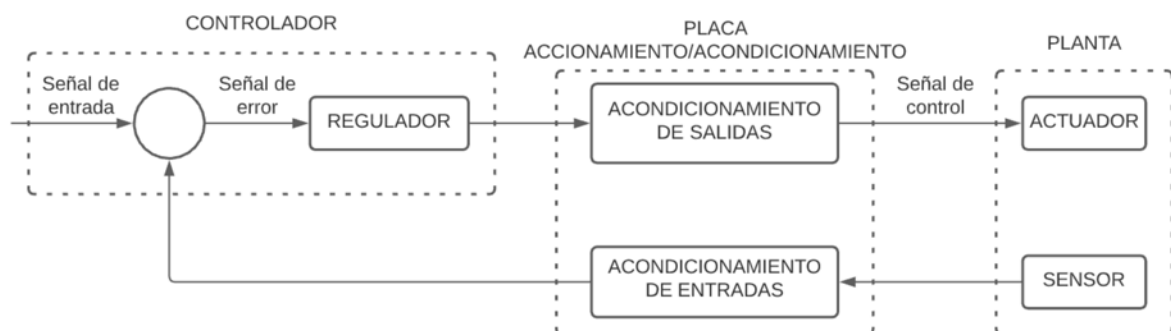 CONTROLADOR
PLACA
ACCIONAMIENTO/ACONDICIONAMIENTO
PLANTA
Señal de
entrada
Señal de
error
REGULADOR
ACONDICIONAMIENTO
DE SALIDAS
Señal de
control
ACTUADOR
ACONDICIONAMIENTO
DE ENTRADAS
SENSOR